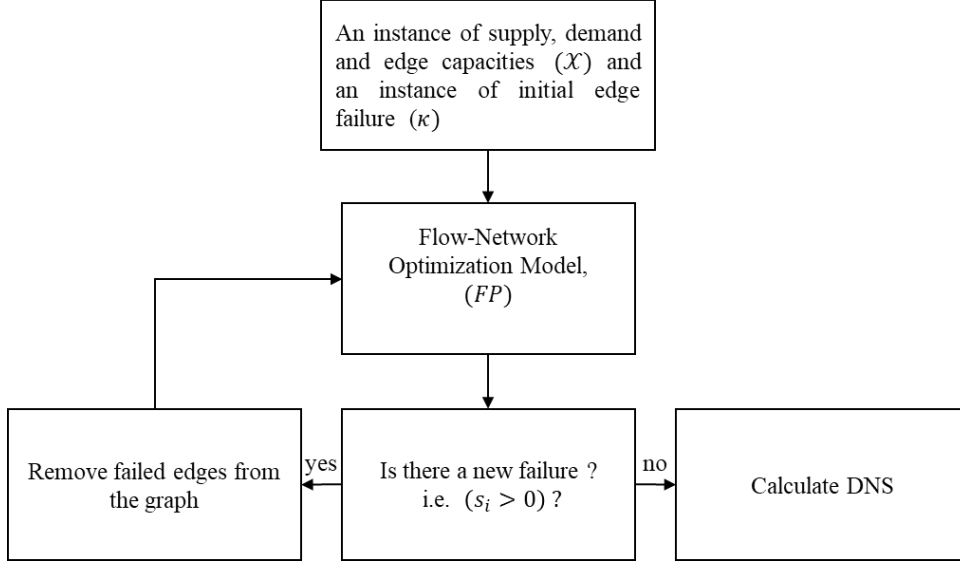 An instance of supply, demand
and edge capacities (𝒳) and
an instance of initial edge
failure (κ)
Flow-Network
Optimization Model,
(FP)
Remove failed edges from
the graph
yes
Is there a new failure ?
i.e. (sᵢ > 0) ?
no
Calculate DNS